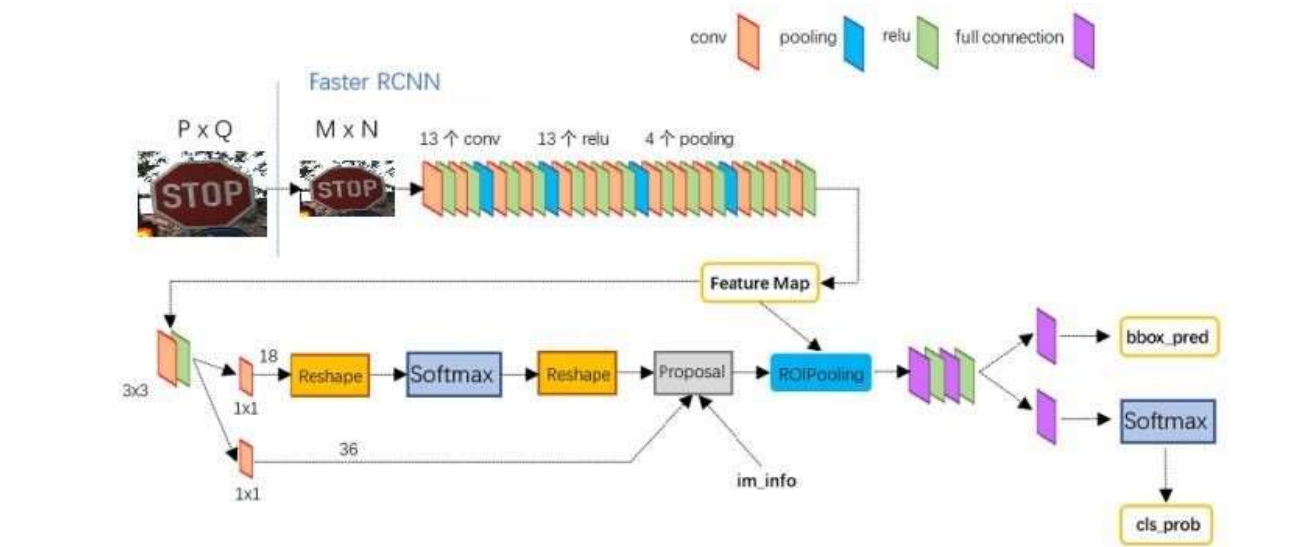 conv
pooling
relu
full connection
Faster RCNN
P x Q
M x N
13 个 conv
13 个 relu
4 个 pooling
STOP
STOP
Feature Map
3x3
18
1x1
Reshape
Softmax
Reshape
Proposal
ROIPooling
bbox_pred
36
1x1
im_info
Softmax
cls_prob